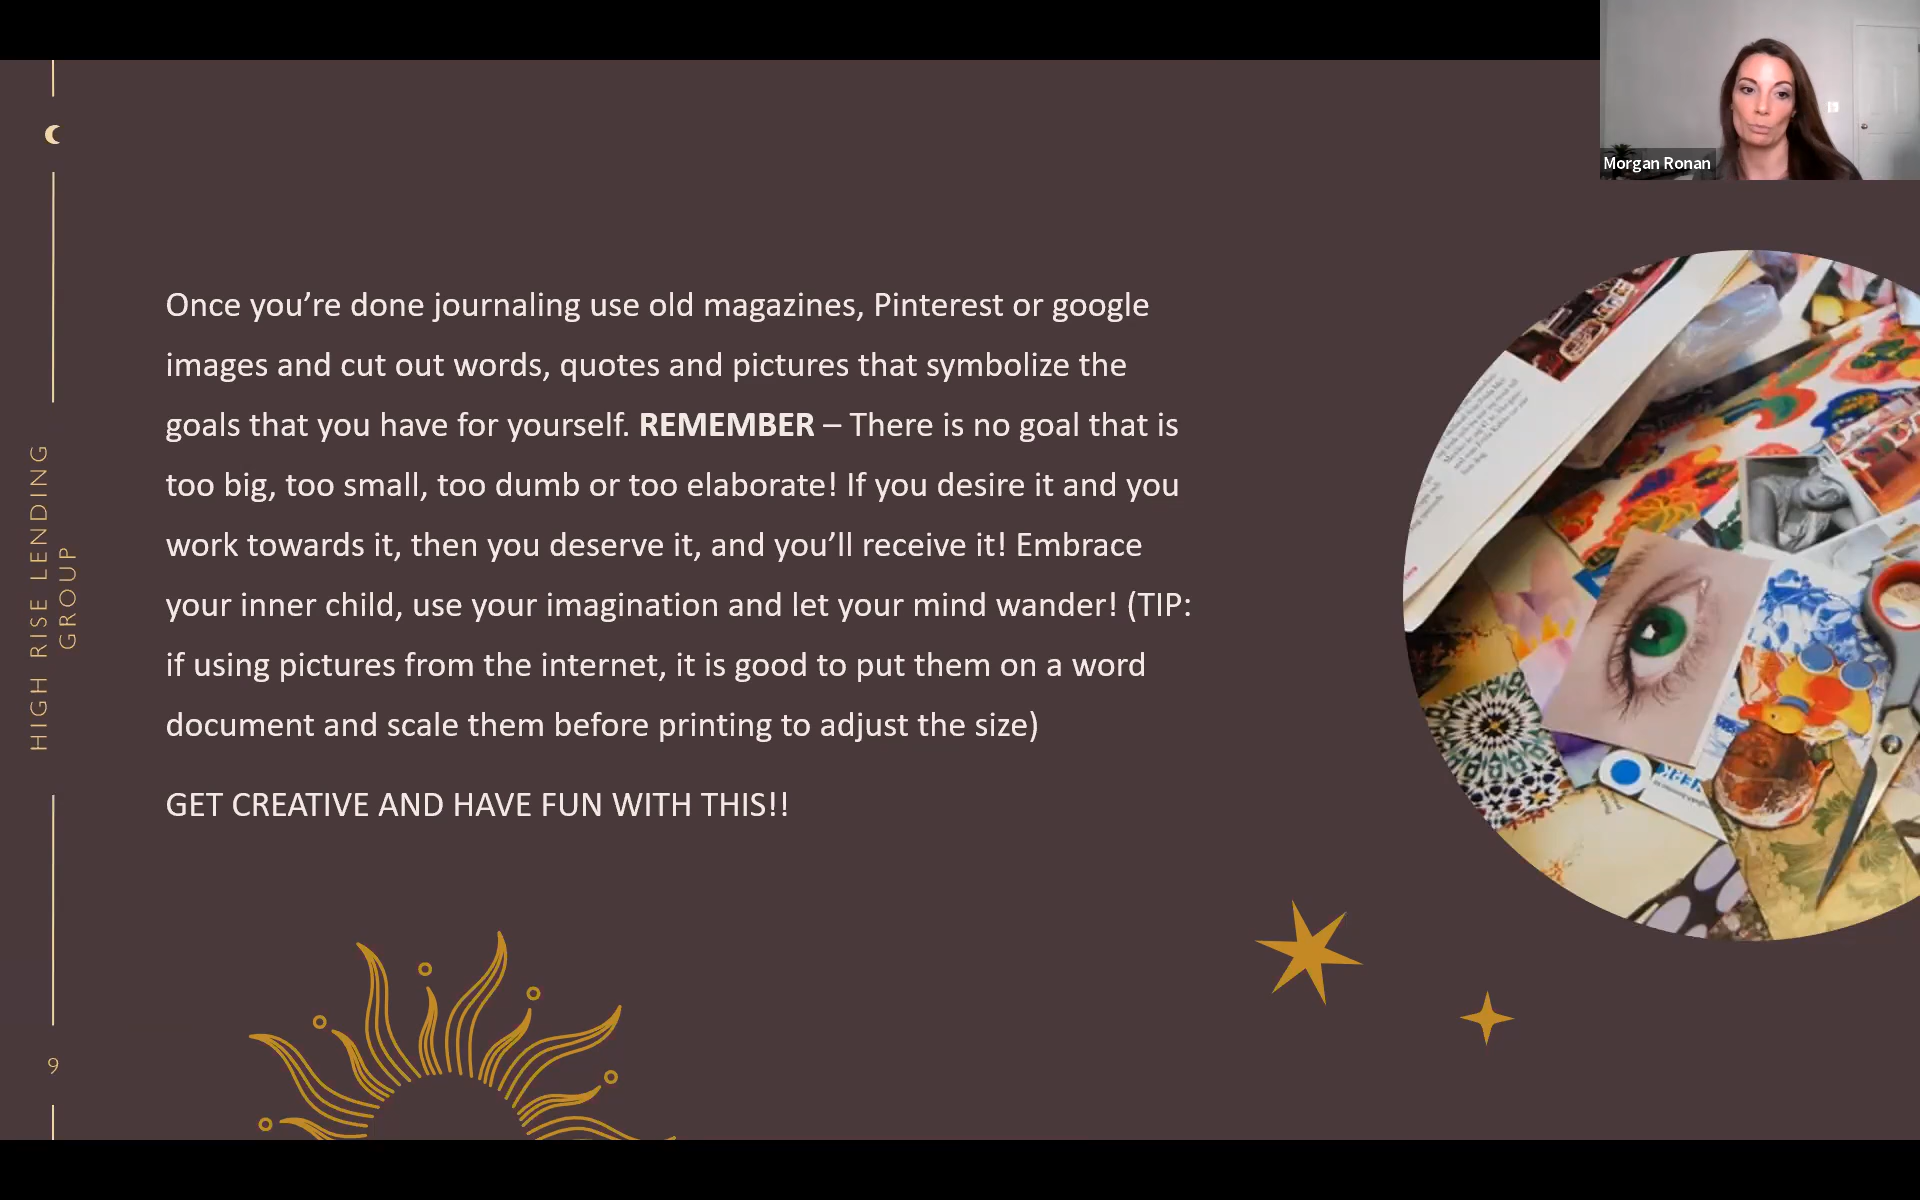 Morgan Ronan
HIGH RISE LENDING
GROUP
Once you’re done journaling use old magazines, Pinterest or google
images and cut out words, quotes and pictures that symbolize the
goals that you have for yourself. REMEMBER – There is no goal that is
too big, too small, too dumb or too elaborate! If you desire it and you
work towards it, then you deserve it, and you’ll receive it! Embrace
your inner child, use your imagination and let your mind wander! (TIP:
if using pictures from the internet, it is good to put them on a word
document and scale them before printing to adjust the size)
GET CREATIVE AND HAVE FUN WITH THIS!!
9